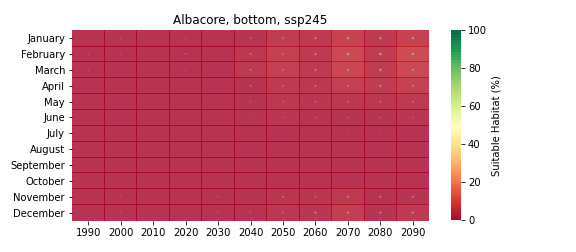 Albacore, bottom, ssp245
January
February
March
April
May
June
July
August
September
October
November
December
1990 2000 2010 2020 2030 2040 2050 2060 2070 2080 2090
100
80
60
40
20
0
Suitable Habitat (%)